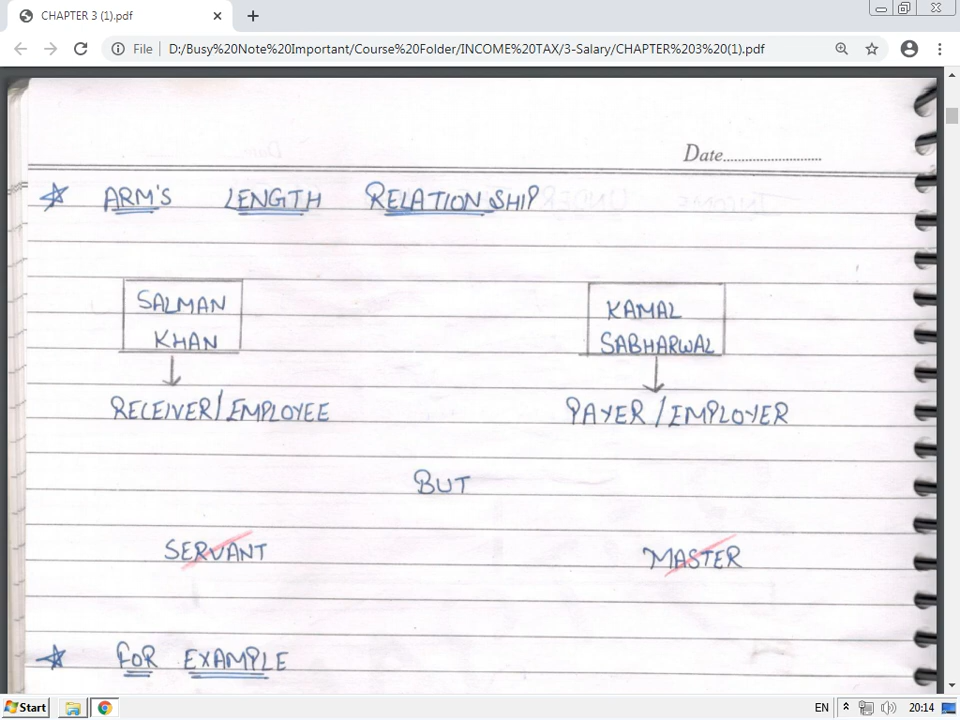 CHAPTER 3 (1).pdf
File D:/Busy%20Note%20Important/Course%20Folder/INCOME%20TAX/3-Salary/CHAPTER%203%20(1).pdf
Date
ARM'S LENGTH RELATIONSHIP
SALMAN KAMAL
KHAN SABHARWAL
RECEIVER/EMPLOYEE PAYER/EMPLOYER
BUT
SERVANT MASTER
FOR EXAMPLE
Start EN 20:14